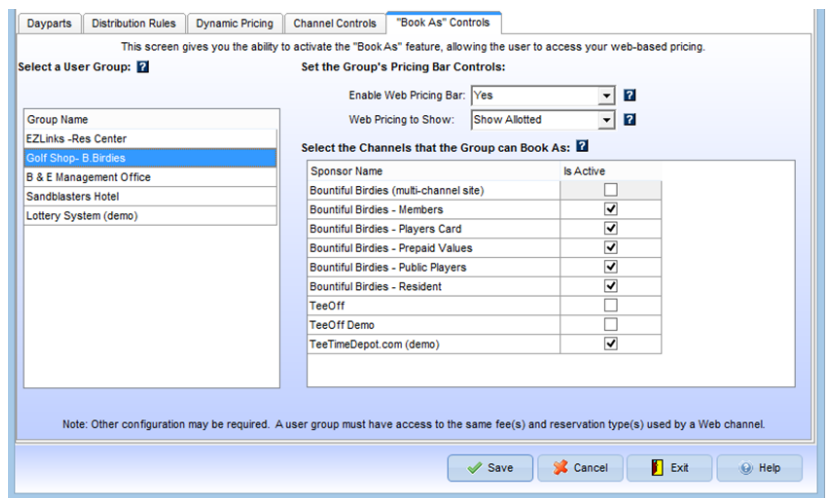 Dayparts Distribution Rules Dynamic Pricing Channel Controls "Book As" Controls
This screen gives you the ability to activate the "Book As" feature, allowing the user to access your web-based pricing.
Select a User Group: ?
Set the Group's Pricing Bar Controls:
Enable Web Pricing Bar: Yes ?
Web Pricing to Show: Show Allotted ?
Group Name
EZLinks -Res Center
Golf Shop- B.Birdies
B & E Management Office
Sandblasters Hotel
Lottery System (demo)
Select the Channels that the Group can Book As: ?
Sponsor Name Is Active
Bountiful Birdies (multi-channel site)
Bountiful Birdies - Members
Bountiful Birdies - Players Card
Bountiful Birdies - Prepaid Values
Bountiful Birdies - Public Players
Bountiful Birdies - Resident
TeeOff
TeeOff Demo
TeeTimeDepot.com (demo)
Note: Other configuration may be required. A user group must have access to the same fee(s) and reservation type(s) used by a Web channel.
Save Cancel Exit Help